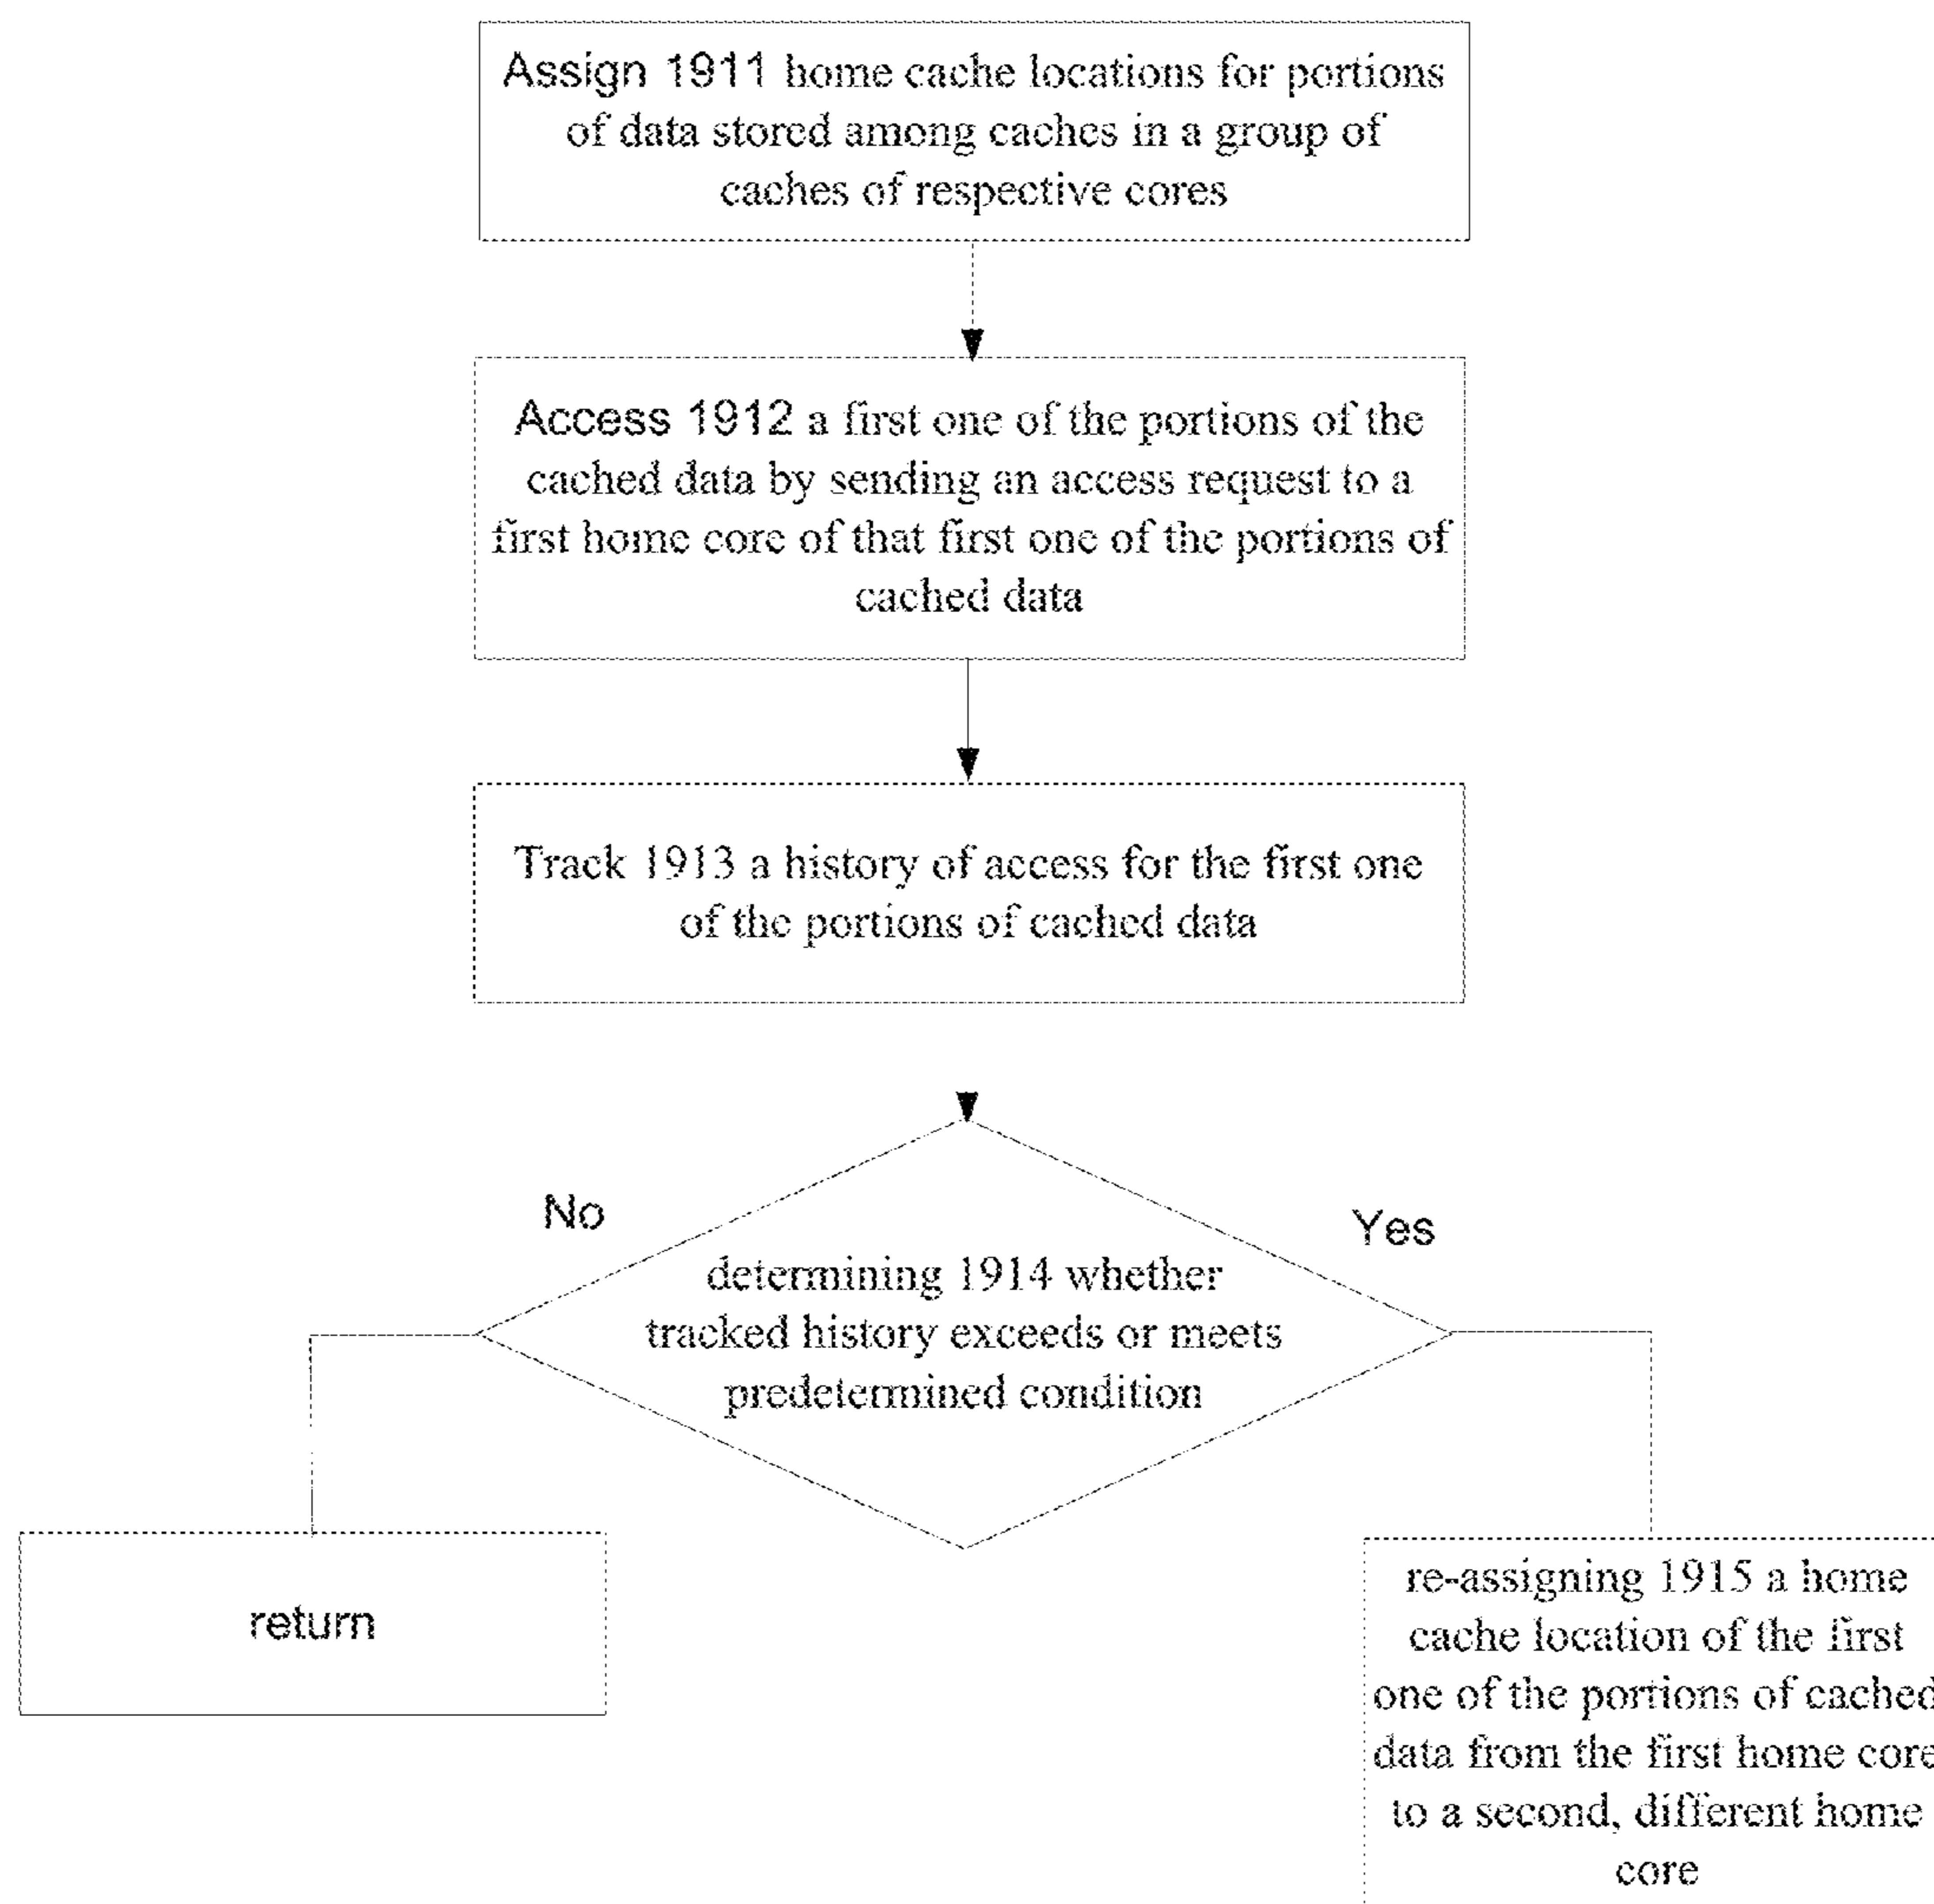 Assign 1911 home cache locations for portions
of data stored among caches in a group of
caches of respective cores
Access 1912 a first one of the portions of the
cached data by sending an access request to a
first home core of that first one of the portions of
cached data
Track 1913 a history of access for the first one
of the portions of cached data
No
Yes
determining 1914 whether
tracked history exceeds or meets
predetermined condition
return
re-assigning 1915 a home
cache location of the first
one of the portions of cached
data from the first home core
to a second, different home
core